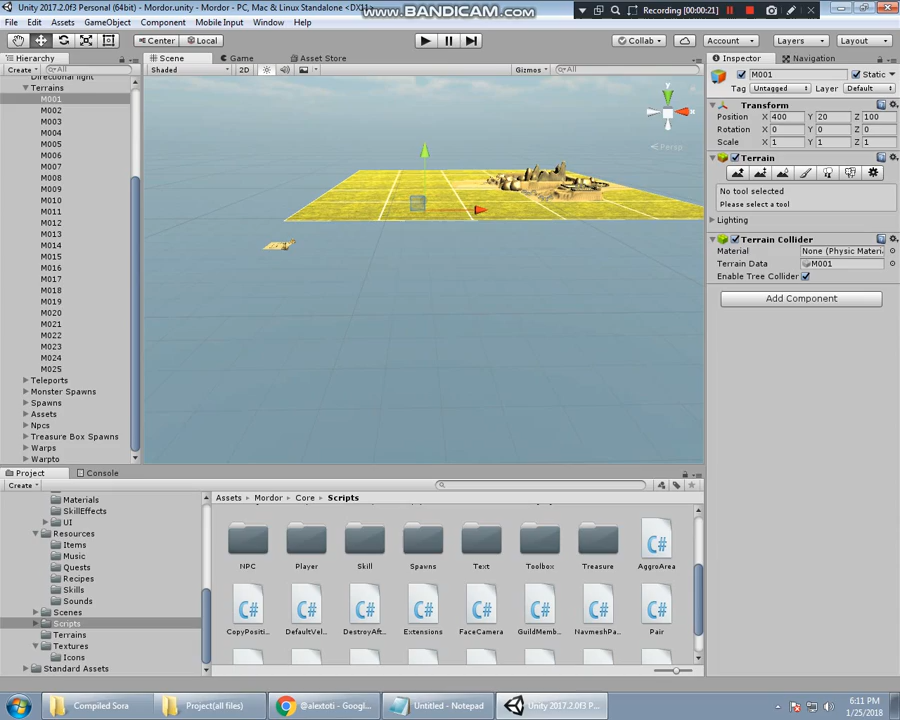 Unity 2017.2.0f3 Personal (64bit) - Mordor.unity - Mordor - PC, Mac & Linux Standalone <DX11>
www.BANDICAM.com
Recording [00:00:21]
File Edit Assets GameObject Component Mobile Input Window Help
Center Local
Collab Account Layers Layout
Hierarchy
Create All
Directional light
Terrains
M001
M002
M003
M004
M005
M006
M007
M008
M009
M010
M011
M012
M013
M014
M015
M016
M017
M018
M019
M020
M021
M022
M023
M024
M025
Teleports
Monster Spawns
Spawns
Assets
Npcs
Treasure Box Spawns
Warps
Warpto
Scene Game Asset Store
Shaded 2D Gizmos All
y
Persp
Inspector Navigation
M001 Static
Tag Untagged Layer Default
Transform
Position X 400 Y 20 Z 100
Rotation X 0 Y 0 Z 0
Scale X 1 Y 1 Z 1
Terrain
No tool selected
Please select a tool
Lighting
Terrain Collider
Material None (Physic Materi
Terrain Data M001
Enable Tree Collider
Add Component
Project Console
Create
Materials
SkillEffects
UI
Resources
Items
Music
Quests
Recipes
Skills
Sounds
Scenes
Scripts
Terrains
Textures
Icons
Standard Assets
Assets Mordor Core Scripts
NPC Player Skill Spawns Text Toolbox Treasure AggroArea
C#
C# C# C# C# C# C# C# C#
CopyPositi... DefaultVel... DestroyAft... Extensions FaceCamera GuildMemb... NavmeshPa... Pair
Compiled Sora Project(all files) @alextoti - Googl... Untitled - Notepad Unity 2017.2.0f3 P...
6:11 PM
1/25/2018